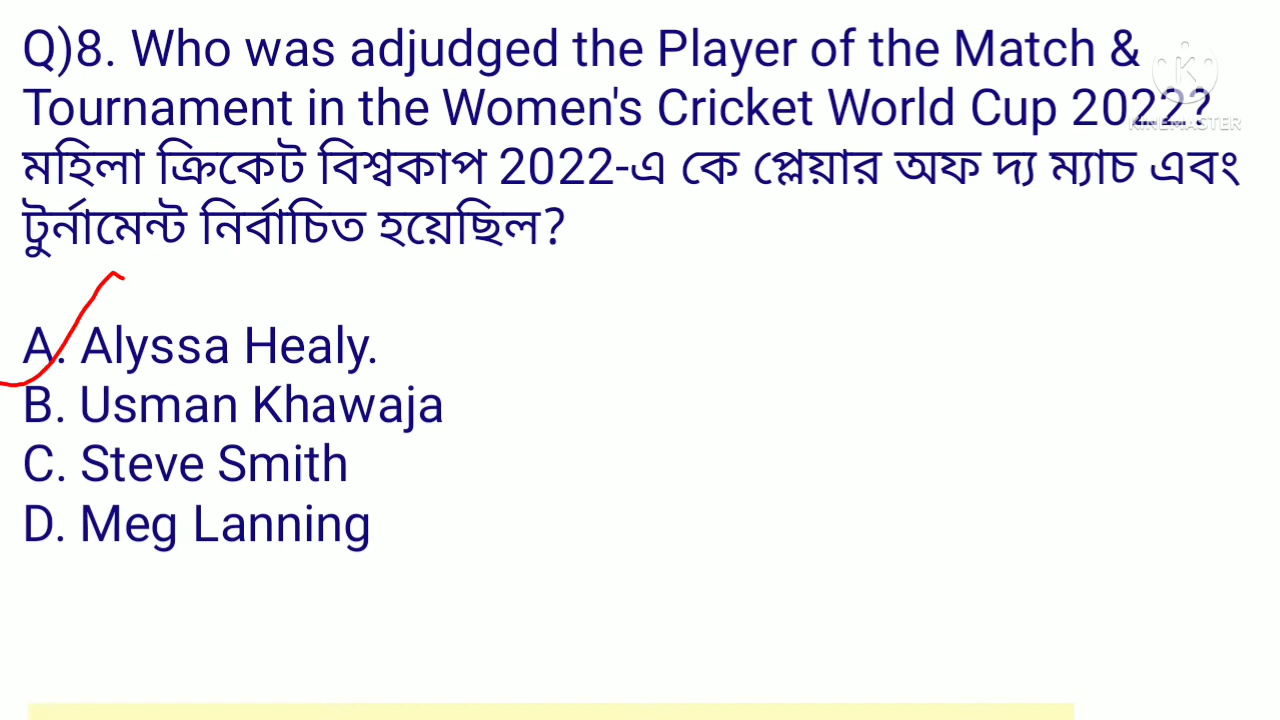 Q)8. Who was adjudged the Player of the Match &
Tournament in the Women's Cricket World Cup 2022?
মহিলা ক্রিকেট বিশ্বকাপ 2022-এ কে প্লেয়ার অফ দ্য ম্যাচ এবং
টুর্নামেন্ট নির্বাচিত হয়েছিল?
A. Alyssa Healy.
B. Usman Khawaja
C. Steve Smith
D. Meg Lanning
K
KINEMASTER